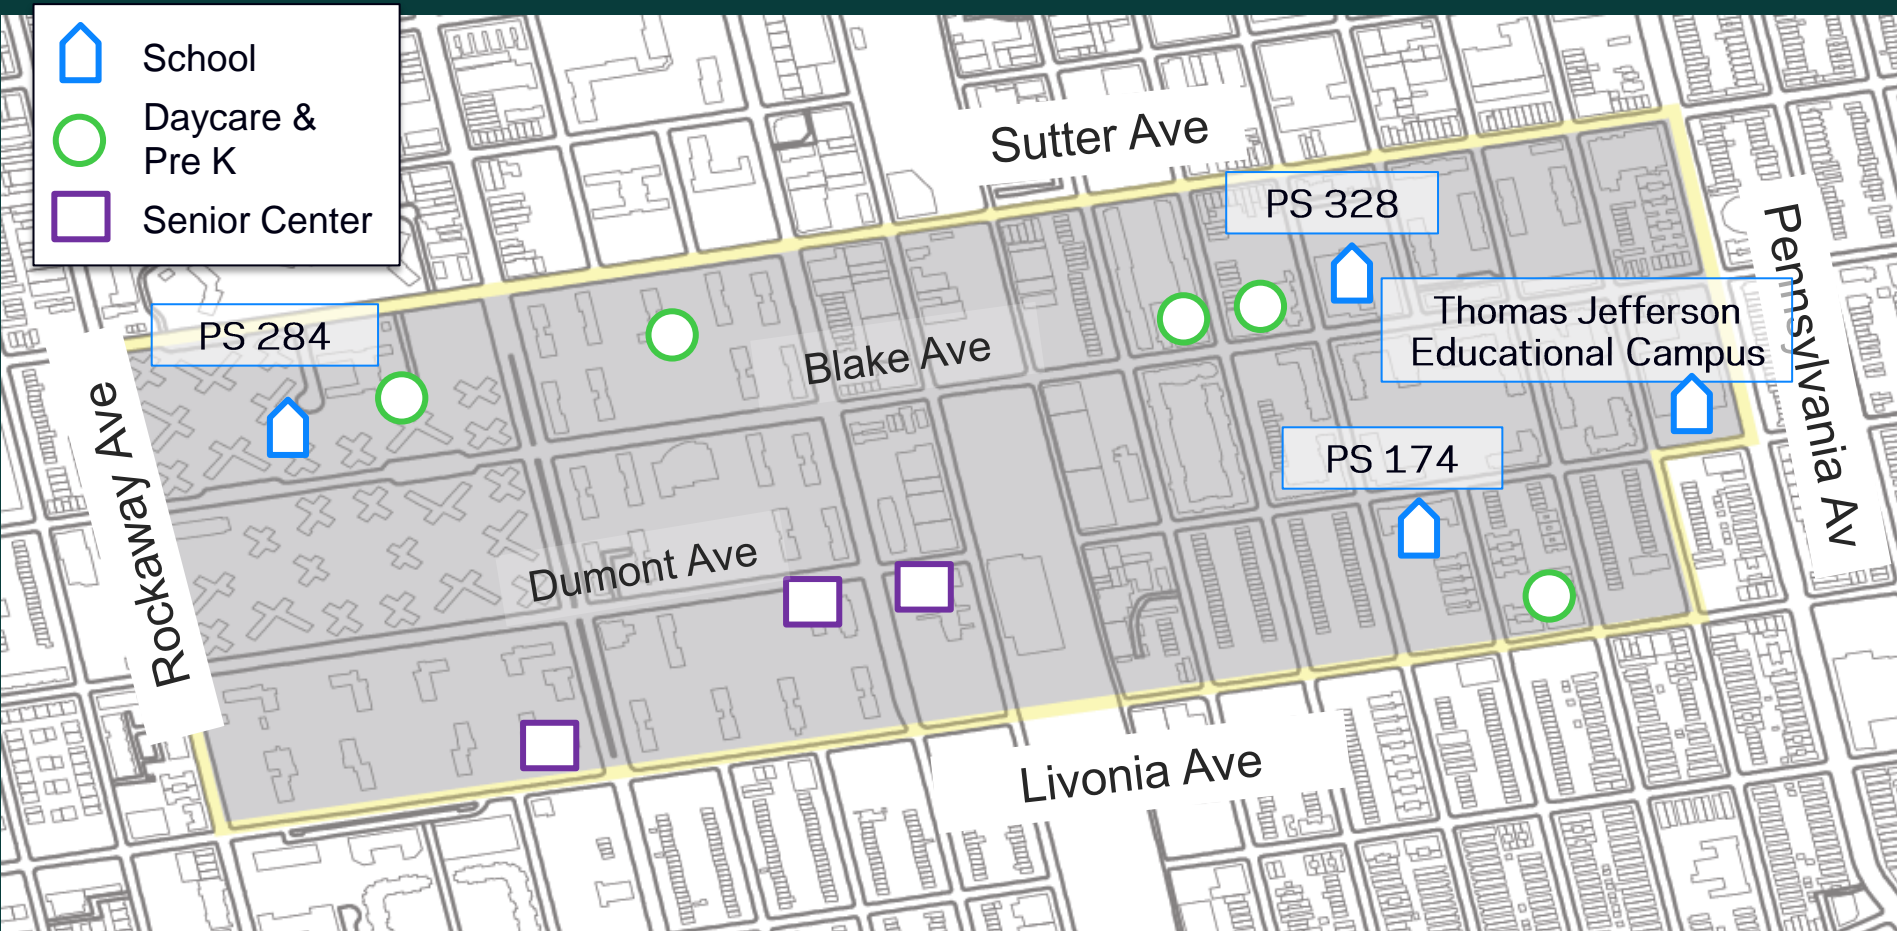 School
Daycare &
Pre K
Senior Center
Sutter Ave
PS 328
PS 284
Thomas Jefferson
Educational Campus
Blake Ave
Pennsylvania Av
Rockaway Ave
PS 174
Dumont Ave
Livonia Ave